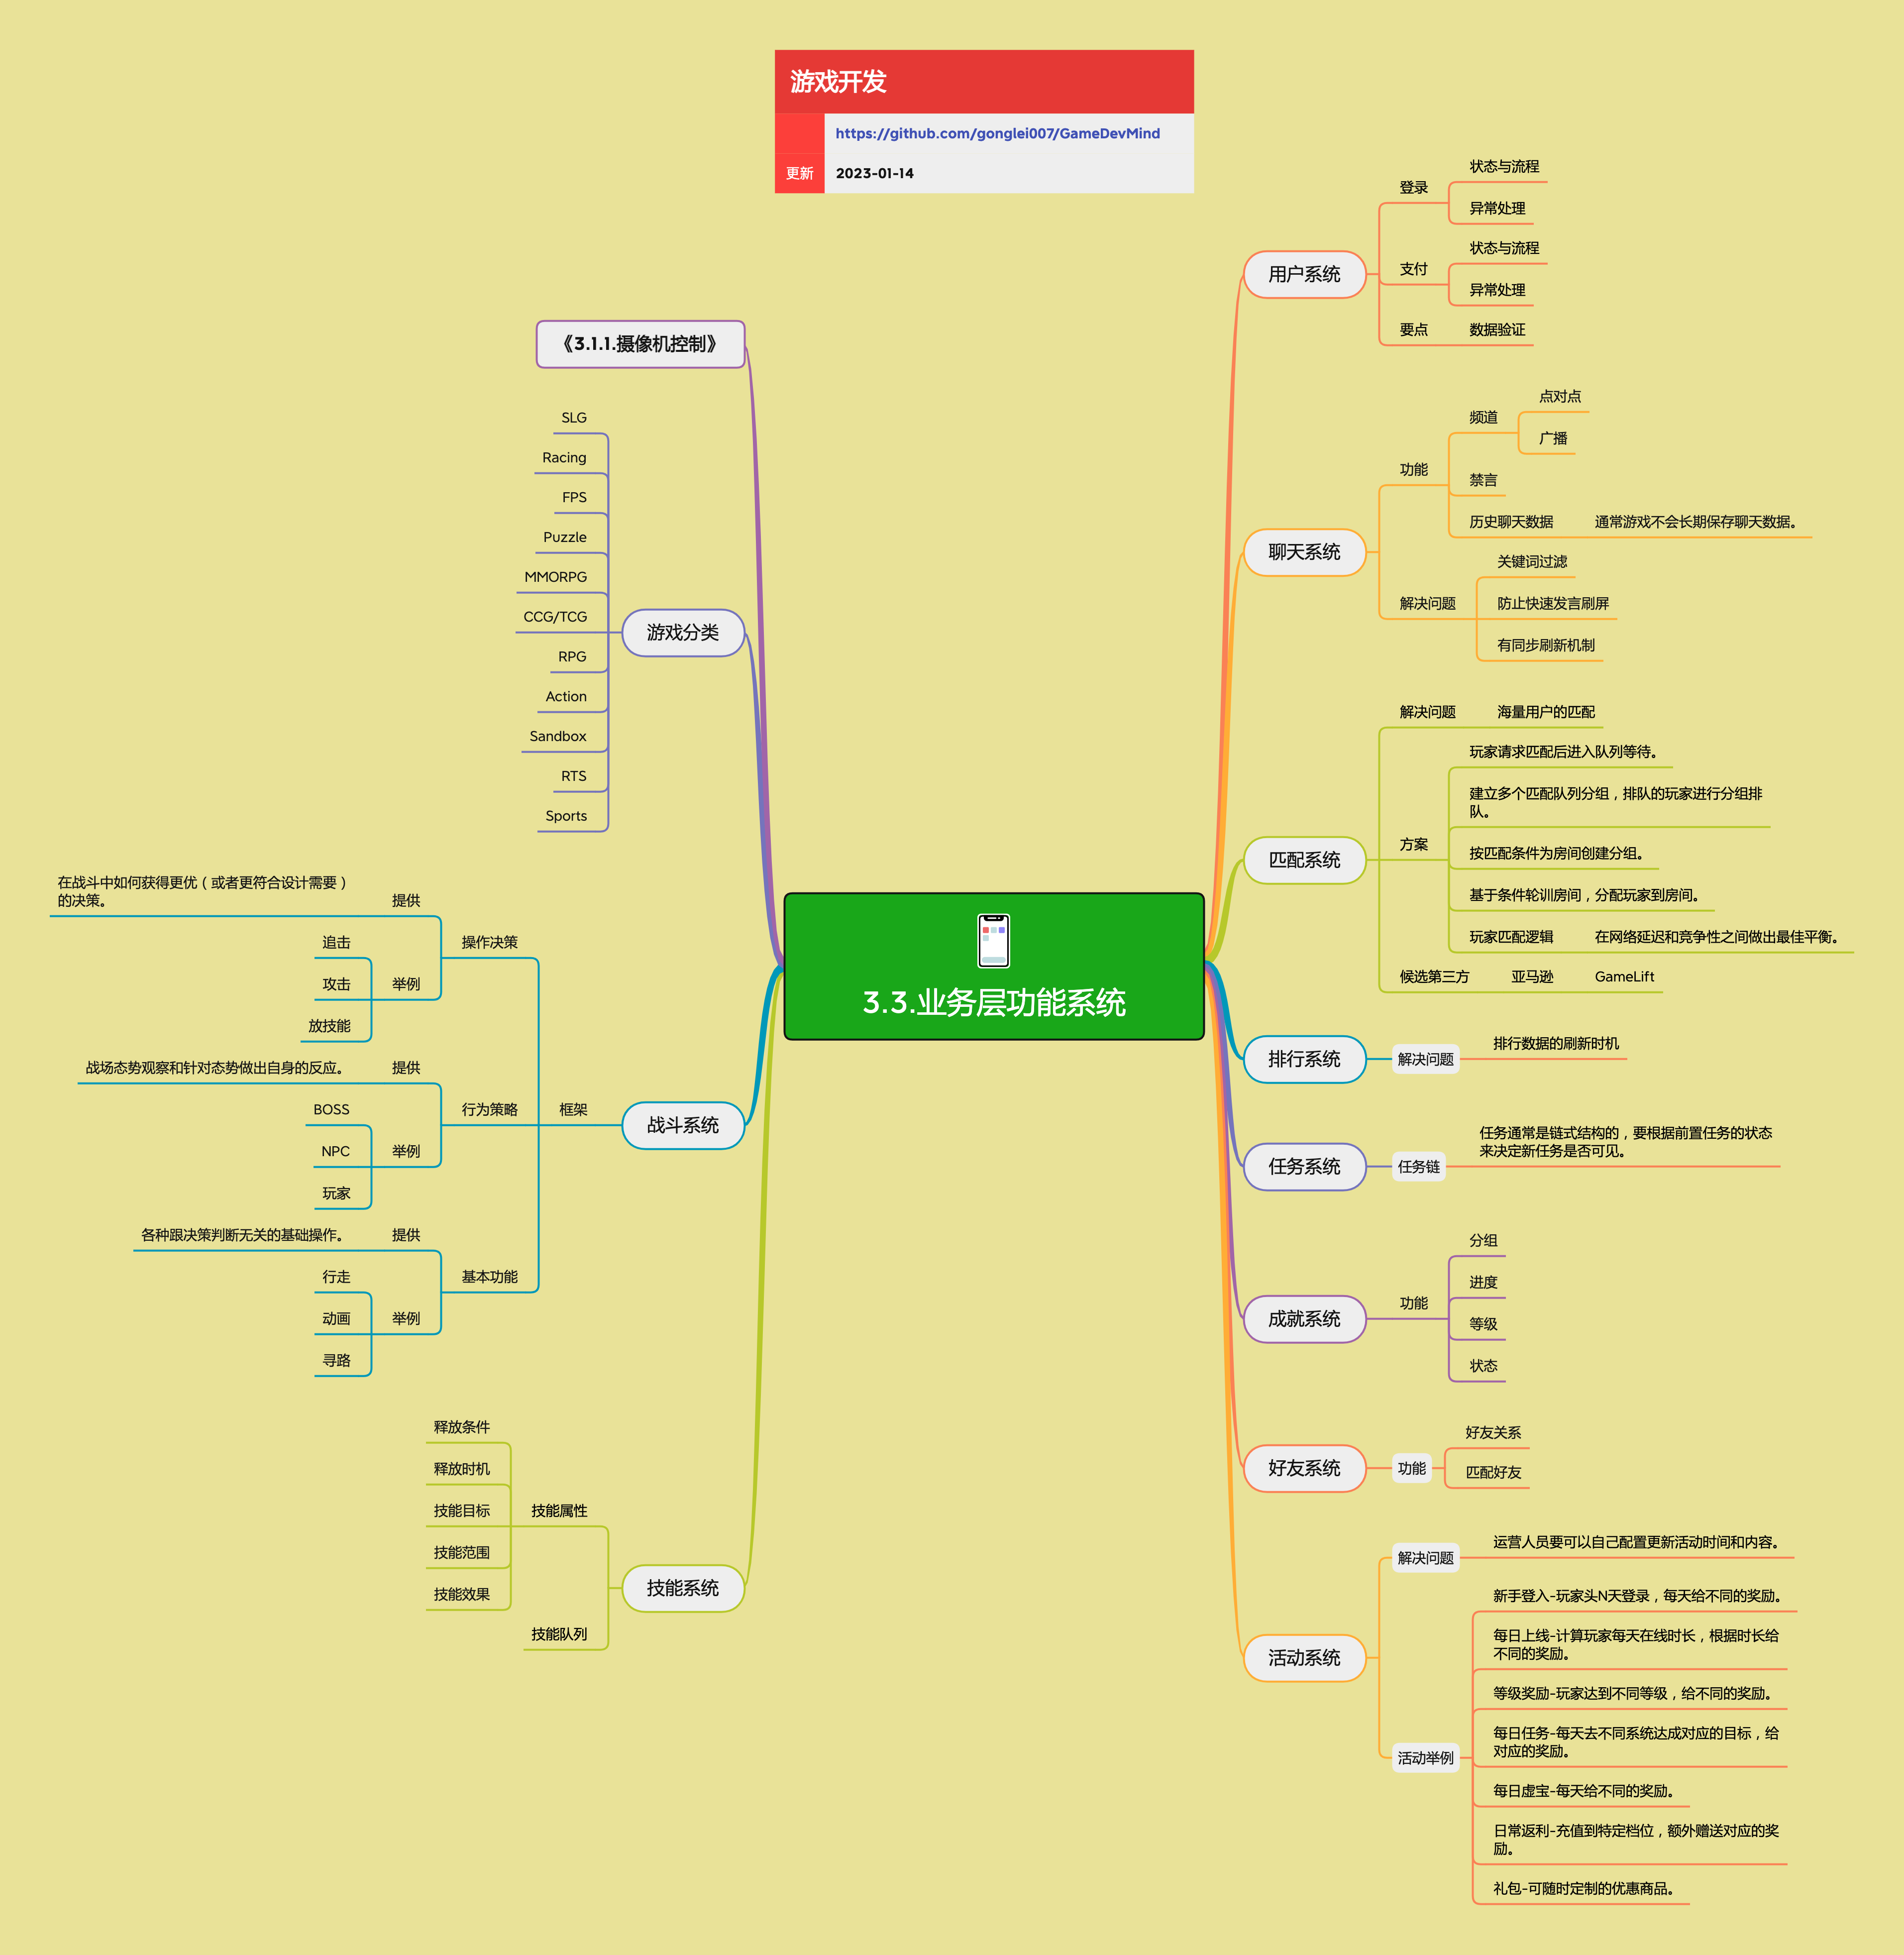 游戏开发
https://github.com/gonglei007/GameDevMind
更新
2023-01-14
3.3.业务层功能系统
用户系统
登录
状态与流程
异常处理
支付
状态与流程
异常处理
要点
数据验证
聊天系统
功能
频道
点对点
广播
禁言
历史聊天数据
通常游戏不会长期保存聊天数据。
解决问题
关键词过滤
防止快速发言刷屏
有同步刷新机制
匹配系统
解决问题
海量用户的匹配
方案
玩家请求匹配后进入队列等待。
建立多个匹配队列分组，排队的玩家进行分组排
队。
按匹配条件为房间创建分组。
基于条件轮训房间，分配玩家到房间。
玩家匹配逻辑
在网络延迟和竞争性之间做出最佳平衡。
候选第三方
亚马逊
GameLift
排行系统
解决问题
排行数据的刷新时机
任务系统
任务链
任务通常是链式结构的，要根据前置任务的状态
来决定新任务是否可见。
成就系统
功能
分组
进度
等级
状态
好友系统
功能
好友关系
匹配好友
活动系统
解决问题
运营人员要可以自己配置更新活动时间和内容。
活动举例
新手登入-玩家头N天登录，每天给不同的奖励。
每日上线-计算玩家每天在线时长，根据时长给
不同的奖励。
等级奖励-玩家达到不同等级，给不同的奖励。
每日任务-每天去不同系统达成对应的目标，给
对应的奖励。
每日虚宝-每天给不同的奖励。
日常返利-充值到特定档位，额外赠送对应的奖
励。
礼包-可随时定制的优惠商品。
《3.1.1.摄像机控制》
游戏分类
SLG
Racing
FPS
Puzzle
MMORPG
CCG/TCG
RPG
Action
Sandbox
RTS
Sports
战斗系统
框架
操作决策
提供
在战斗中如何获得更优（或者更符合设计需要）
的决策。
举例
追击
攻击
放技能
行为策略
提供
战场态势观察和针对态势做出自身的反应。
举例
BOSS
NPC
玩家
基本功能
提供
各种跟决策判断无关的基础操作。
举例
行走
动画
寻路
技能系统
技能属性
释放条件
释放时机
技能目标
技能范围
技能效果
技能队列